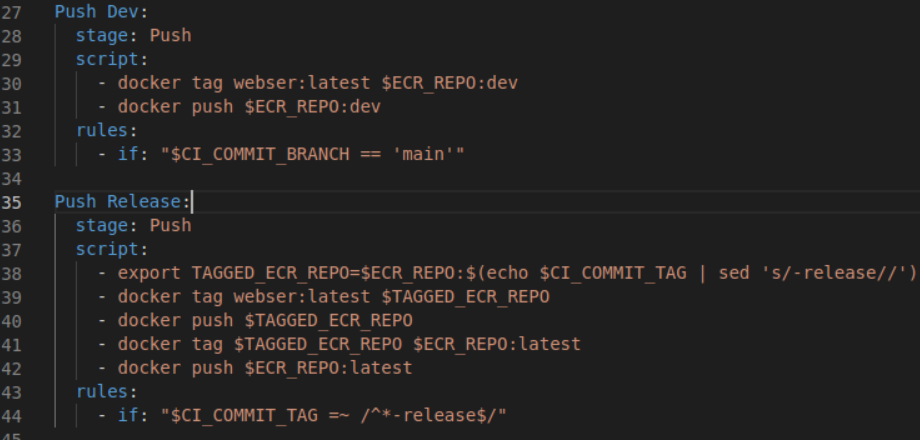 27 Push Dev:
28   stage: Push
29   script:
30     - docker tag webser:latest $ECR_REPO:dev
31     - docker push $ECR_REPO:dev
32   rules:
33     - if: "$CI_COMMIT_BRANCH == 'main'"
34
35 Push Release:
36   stage: Push
37   script:
38     - export TAGGED_ECR_REPO=$ECR_REPO:$(echo $CI_COMMIT_TAG | sed 's/-release//')
39     - docker tag webser:latest $TAGGED_ECR_REPO
40     - docker push $TAGGED_ECR_REPO
41     - docker tag $TAGGED_ECR_REPO $ECR_REPO:latest
42     - docker push $ECR_REPO:latest
43   rules:
44     - if: "$CI_COMMIT_TAG =~ /^*-release$/"
45